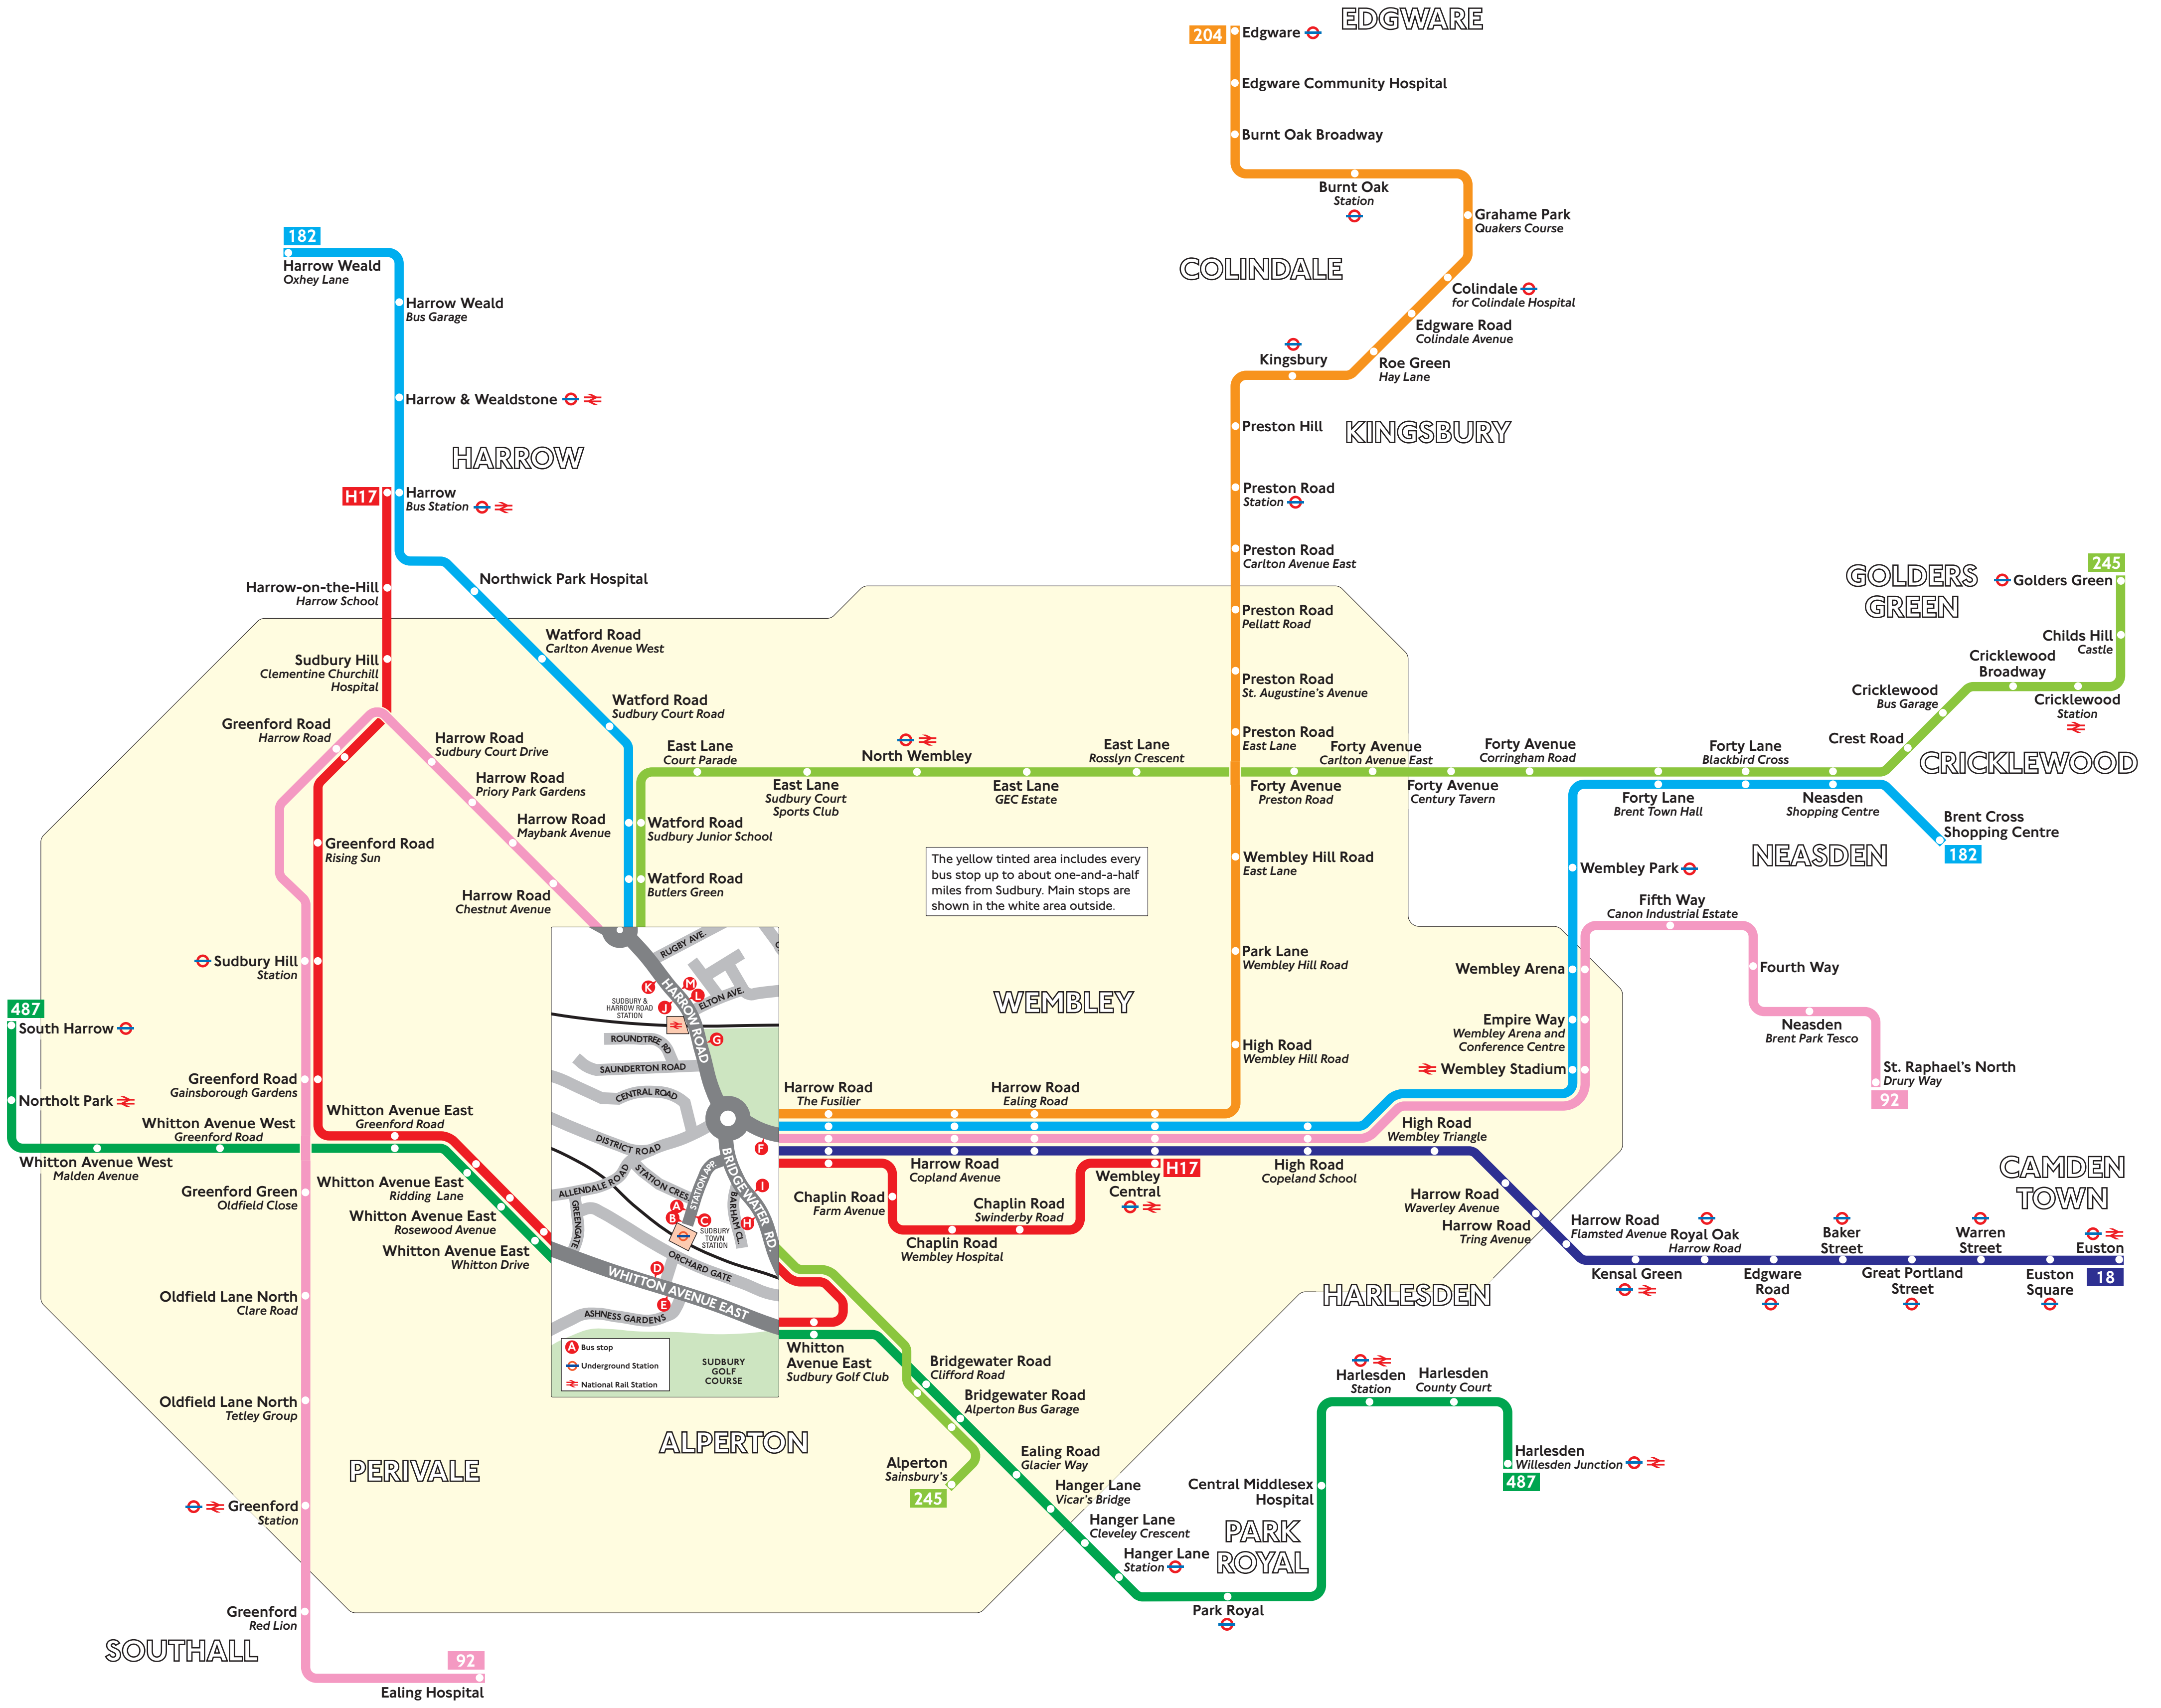 EDGWARE
204
Edgware
Edgware Community Hospital
Burnt Oak Broadway
Burnt Oak
Station
Grahame Park
Quakers Course
COLINDALE
Colindale
for Colindale Hospital
Edgware Road
Colindale Avenue
Roe Green
Hay Lane
Kingsbury
KINGSBURY
Preston Hill
Preston Road
Station
Preston Road
Carlton Avenue East
Preston Road
Pellatt Road
Preston Road
St. Augustine's Avenue
Preston Road
East Lane
182
Harrow Weald
Oxhey Lane
Harrow Weald
Bus Garage
Harrow & Wealdstone
HARROW
H17
Harrow
Bus Station
Northwick Park Hospital
Harrow-on-the-Hill
Harrow School
Watford Road
Carlton Avenue West
Sudbury Hill
Clementine Churchill
Hospital
Watford Road
Sudbury Court Road
Greenford Road
Harrow Road
Harrow Road
Sudbury Court Drive
Harrow Road
Priory Park Gardens
Harrow Road
Maybank Avenue
Harrow Road
Chestnut Avenue
Greenford Road
Rising Sun
East Lane
Court Parade
East Lane
Sudbury Court
Sports Club
North Wembley
East Lane
GEC Estate
East Lane
Rosslyn Crescent
Watford Road
Sudbury Junior School
Watford Road
Butlers Green
Forty Avenue
Preston Road
Forty Avenue
Carlton Avenue East
Forty Avenue
Century Tavern
Forty Avenue
Corringham Road
Forty Lane
Brent Town Hall
Forty Lane
Blackbird Cross
Neasden
Shopping Centre
GOLDERS
GREEN
245
Golders Green
Childs Hill
Castle
Cricklewood
Broadway
Cricklewood
Station
Cricklewood
Bus Garage
Crest Road
CRICKLEWOOD
Brent Cross
Shopping Centre
182
NEASDEN
The yellow tinted area includes every
bus stop up to about one-and-a-half
miles from Sudbury. Main stops are
shown in the white area outside.
Wembley Hill Road
East Lane
Park Lane
Wembley Hill Road
High Road
Wembley Hill Road
WEMBLEY
Wembley Park
Fifth Way
Canon Industrial Estate
Fourth Way
Neasden
Brent Park Tesco
St. Raphael's North
Drury Way
92
Wembley Arena
Empire Way
Wembley Arena and
Conference Centre
Wembley Stadium
487
South Harrow
Northolt Park
Whitton Avenue West
Malden Avenue
Whitton Avenue West
Greenford Road
Sudbury Hill
Station
Greenford Road
Gainsborough Gardens
Whitton Avenue East
Greenford Road
Whitton Avenue East
Ridding Lane
Whitton Avenue East
Rosewood Avenue
Whitton Avenue East
Whitton Drive
Greenford Green
Oldfield Close
Oldfield Lane North
Clare Road
Oldfield Lane North
Tetley Group
Greenford
Station
Greenford
Red Lion
PERIVALE
SOUTHALL
92
Ealing Hospital
RUGBY AVE.
K
M
L
J
ELTON AVE.
SUDBURY &
HARROW ROAD
STATION
HARROW ROAD
G
ROUNDTREE RD
SAUNDERTON ROAD
CENTRAL ROAD
DISTRICT ROAD
F
ALLENDALE ROAD
STATION CRES.
STATION APP.
BRIDGEWATER RD.
BARHAM CL.
I
A
B
C
H
SUDBURY
TOWN
STATION
GREENGATE
ORCHARD GATE
D
E
WHITTON AVENUE EAST
ASHNESS GARDENS
A Bus stop
Underground Station
National Rail Station
SUDBURY
GOLF
COURSE
Harrow Road
The Fusilier
Harrow Road
Copland Avenue
Harrow Road
Ealing Road
Wembley
Central
H17
Chaplin Road
Farm Avenue
Chaplin Road
Wembley Hospital
Chaplin Road
Swinderby Road
High Road
Copeland School
High Road
Wembley Triangle
Harrow Road
Waverley Avenue
Harrow Road
Tring Avenue
Harrow Road
Flamsted Avenue
Kensal Green
Royal Oak
Harrow Road
Edgware
Road
Baker
Street
Great Portland
Street
Warren
Street
Euston
Square
Euston
18
CAMDEN
TOWN
HARLESDEN
Whitton
Avenue East
Sudbury Golf Club
Bridgewater Road
Clifford Road
Bridgewater Road
Alperton Bus Garage
Alperton
Sainsbury's
245
ALPERTON
Ealing Road
Glacier Way
Hanger Lane
Vicar's Bridge
Hanger Lane
Cleveley Crescent
Hanger Lane
Station
PARK
ROYAL
Park Royal
Central Middlesex
Hospital
Harlesden
Station
Harlesden
County Court
Harlesden
Willesden Junction
487